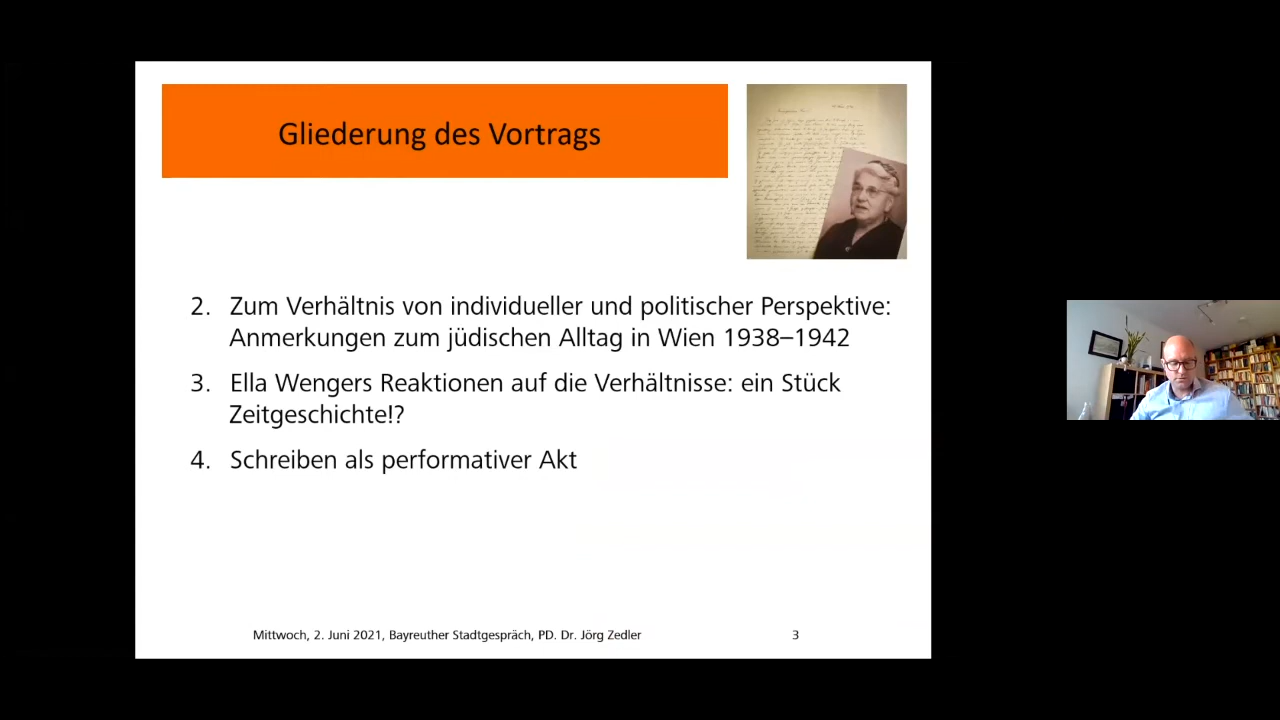 Gliederung des Vortrags
2. Zum Verhältnis von individueller und politischer Perspektive:
Anmerkungen zum jüdischen Alltag in Wien 1938–1942
3. Ella Wengers Reaktionen auf die Verhältnisse: ein Stück
Zeitgeschichte!?
4. Schreiben als performativer Akt
Mittwoch, 2. Juni 2021, Bayreuther Stadtgespräch, PD. Dr. Jörg Zedler 3